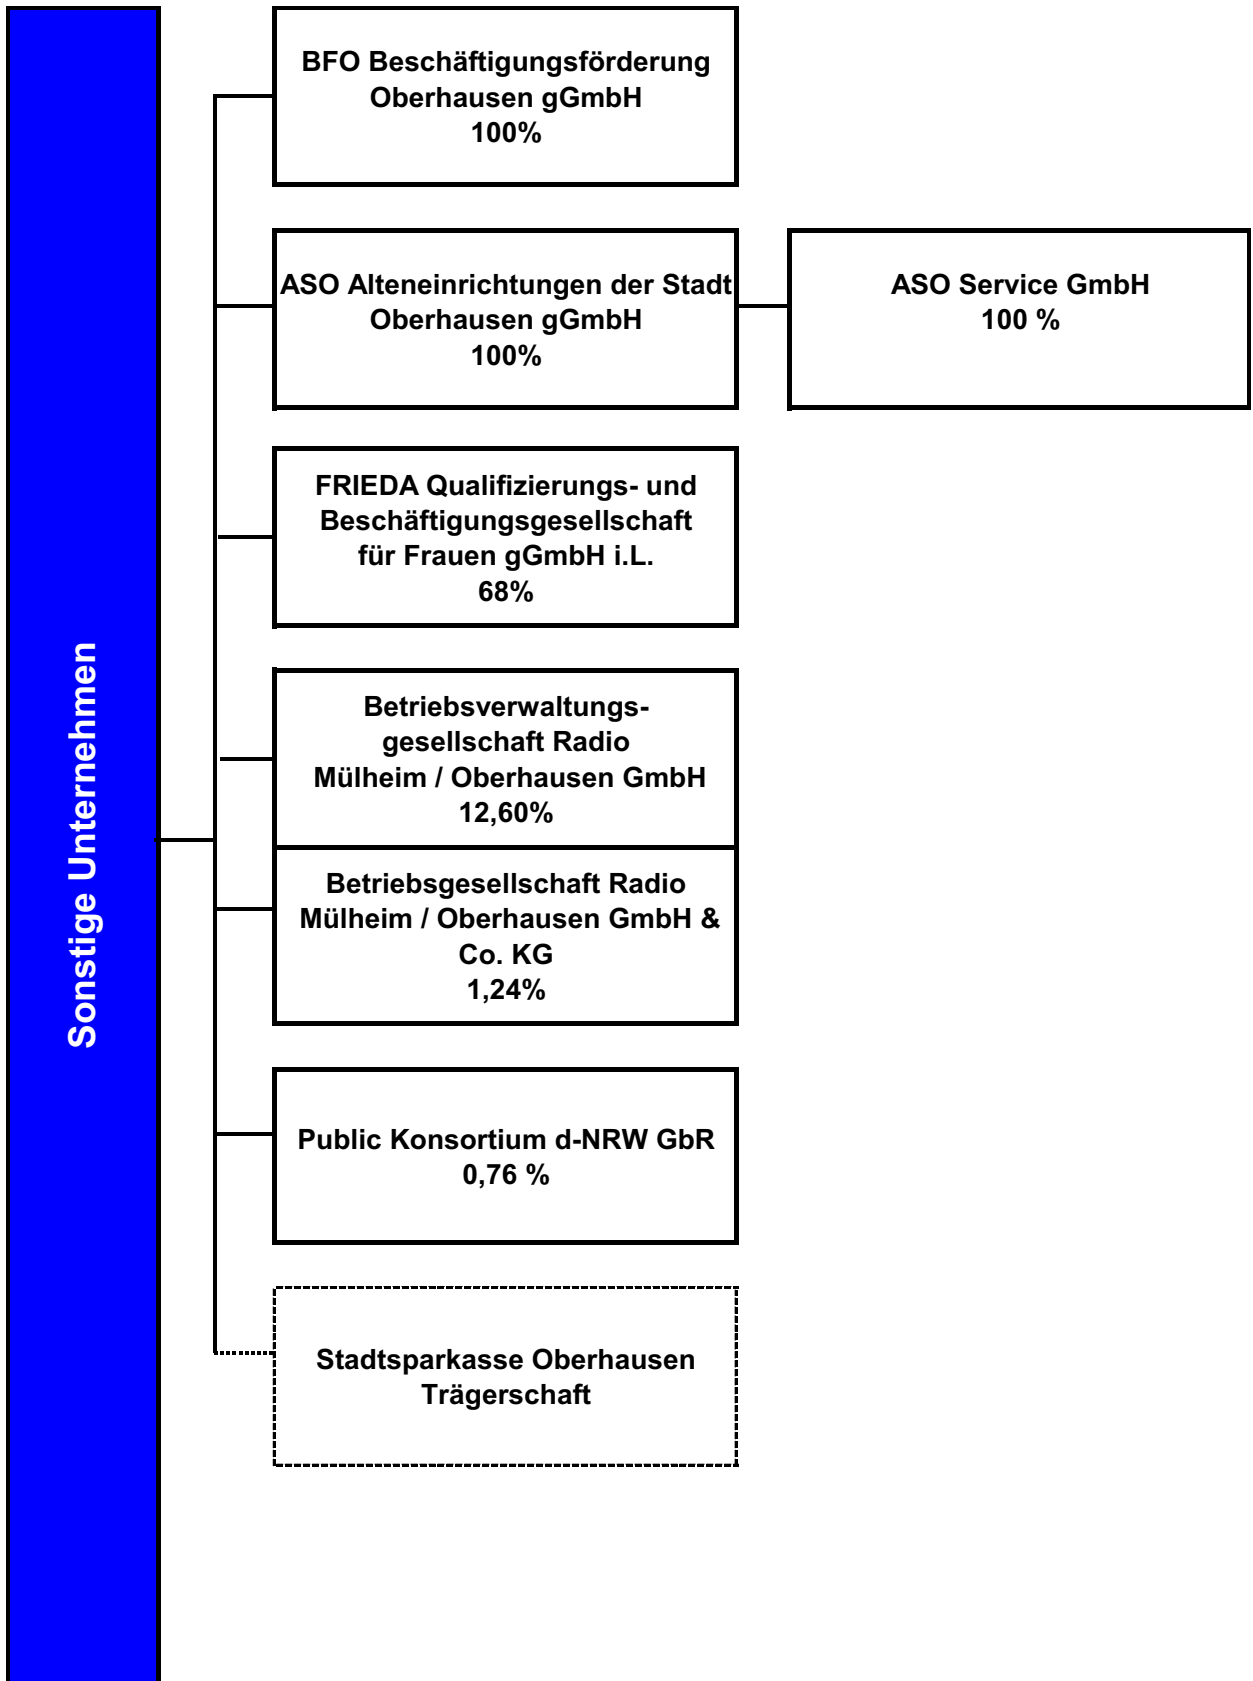 Sonstige Unternehmen
BFO Beschäftigungsförderung
Oberhausen gGmbH
100%
ASO Alteneinrichtungen der Stadt
Oberhausen gGmbH
100%
ASO Service GmbH
100 %
FRIEDA Qualifizierungs- und
Beschäftigungsgesellschaft
für Frauen gGmbH i.L.
68%
Betriebsverwaltungs-
gesellschaft Radio
Mülheim / Oberhausen GmbH
12,60%
Betriebsgesellschaft Radio
Mülheim / Oberhausen GmbH &
Co. KG
1,24%
Public Konsortium d-NRW GbR
0,76 %
Stadtsparkasse Oberhausen
Trägerschaft